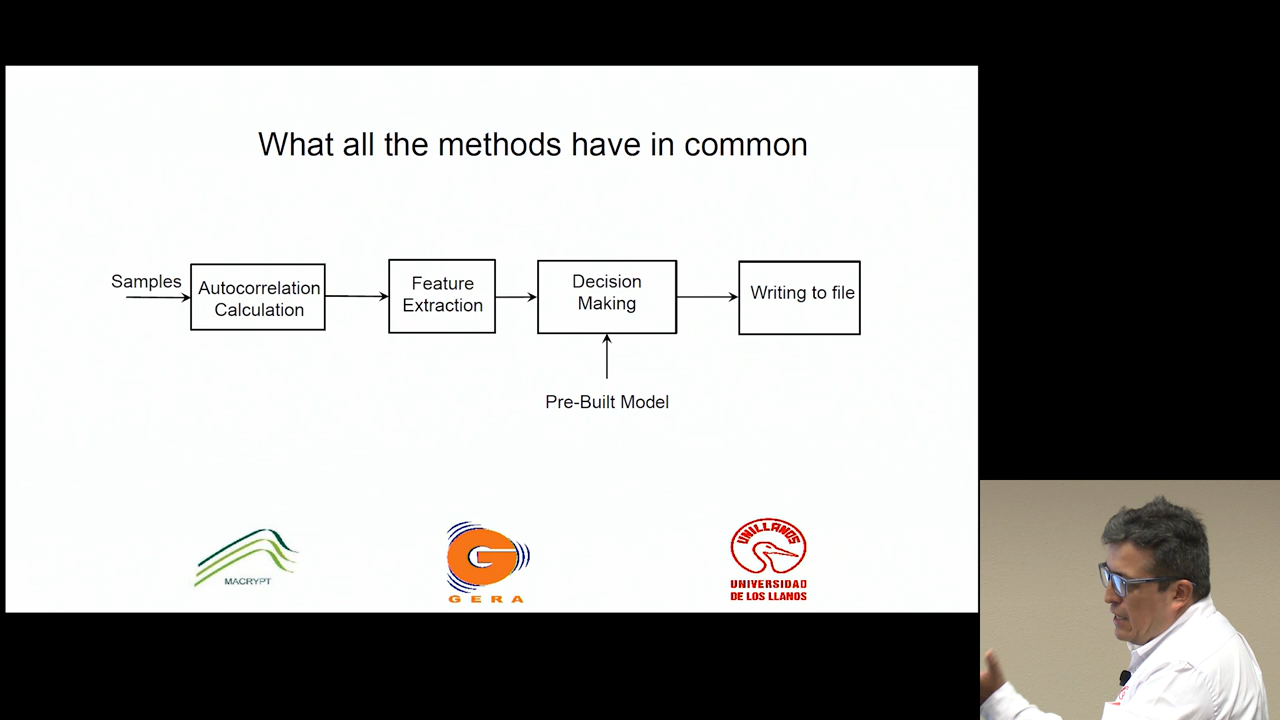 What all the methods have in common
Samples
Autocorrelation
Calculation
Feature
Extraction
Decision
Making
Writing to file
Pre-Built Model
MACRYPT
G E R A
UNILLANOS
UNIVERSIDAD
DE LOS LLANOS